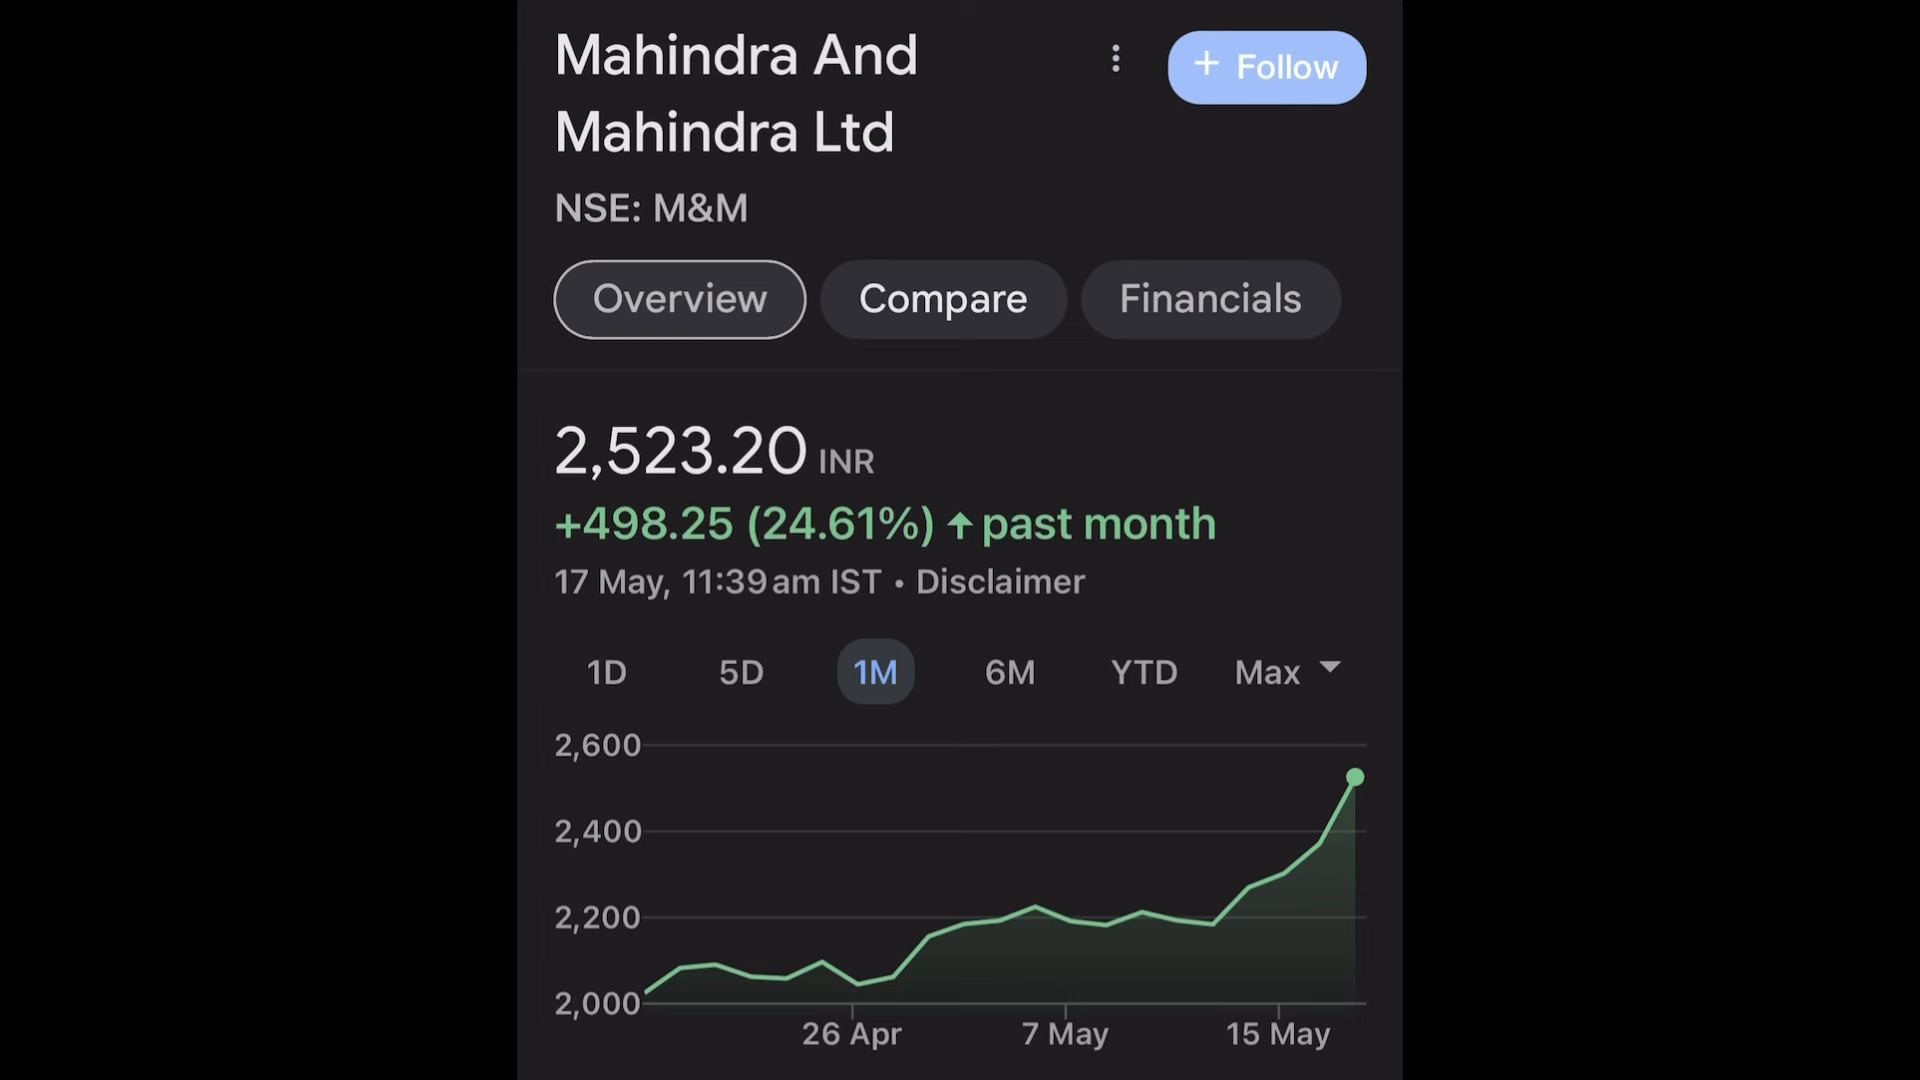 Mahindra And
Mahindra Ltd
+ Follow
NSE: M&M
Overview Compare Financials
2,523.20 INR
+498.25 (24.61%) ↑ past month
17 May, 11:39 am IST • Disclaimer
1D 5D 1M 6M YTD Max
2,600
2,400
2,200
2,000
26 Apr 7 May 15 May